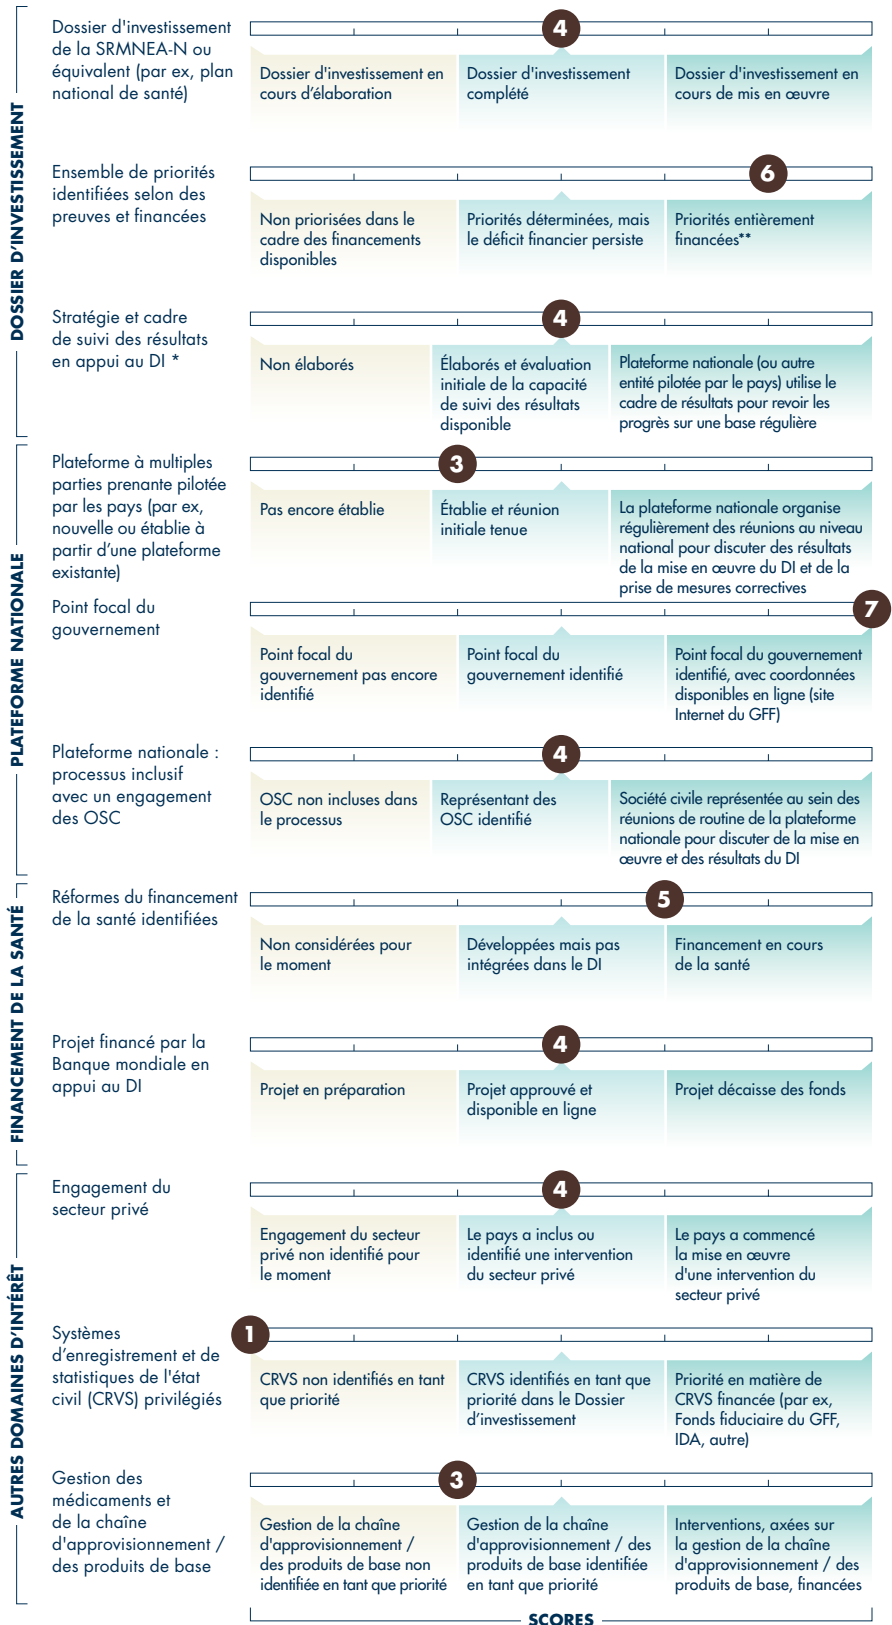 DOSSIER D’INVESTISSEMENT
Dossier d'investissement
de la SRMNEA-N ou
équivalent (par ex, plan
national de santé)
4
Dossier d'investissement en
cours d’élaboration
Dossier d'investissement
complété
Dossier d'investissement en
cours de mis en œuvre
Ensemble de priorités
identifiées selon des
preuves et financées
6
Non priorisées dans le
cadre des financements
disponibles
Priorités déterminées, mais
le déficit financier persiste
Priorités entièrement
financées**
Stratégie et cadre
de suivi des résultats
en appui au DI *
4
Non élaborés
Élaborés et évaluation
initiale de la capacité
de suivi des résultats
disponible
Plateforme nationale (ou autre
entité pilotée par le pays) utilise le
cadre de résultats pour revoir les
progrès sur une base régulière
PLATEFORME NATIONALE
Plateforme à multiples
parties prenante pilotée
par les pays (par ex,
nouvelle ou établie à
partir d’une plateforme
existante)
3
Pas encore établie
Établie et réunion
initiale tenue
La plateforme nationale organise
régulièrement des réunions au niveau
national pour discuter des résultats
de la mise en œuvre du DI et de la
prise de mesures correctives
Point focal du
gouvernement
7
Point focal du
gouvernement pas encore
identifié
Point focal du
gouvernement identifié
Point focal du gouvernement
identifié, avec coordonnées
disponibles en ligne (site
Internet du GFF)
Plateforme nationale :
processus inclusif
avec un engagement
des OSC
4
OSC non incluses dans
le processus
Représentant des
OSC identifié
Société civile représentée au sein des
réunions de routine de la plateforme
nationale pour discuter de la mise en
œuvre et des résultats du DI
FINANCEMENT DE LA SANTÉ
Réformes du financement
de la santé identifiées
5
Non considérées pour
le moment
Développées mais pas
intégrées dans le DI
Financement en cours
de la santé
Projet financé par la
Banque mondiale en
appui au DI
4
Projet en préparation
Projet approuvé et
disponible en ligne
Projet décaisse des fonds
AUTRES DOMAINES D’INTÉRÊT
Engagement du
secteur privé
4
Engagement du secteur
privé non identifié pour
le moment
Le pays a inclus ou
identifié une intervention
du secteur privé
Le pays a commencé
la mise en œuvre
d'une intervention du
secteur privé
Systèmes
d’enregistrement et de
statistiques de l'état
civil (CRVS) privilégiés
1
CRVS non identifiés en tant
que priorité
CRVS identifiés en tant que
priorité dans le Dossier
d’investissement
Priorité en matière de
CRVS financée (par ex,
Fonds fiduciaire du GFF,
IDA, autre)
Gestion des
médicaments et
de la chaîne
d'approvisionnement /
des produits de base
3
Gestion de la chaîne
d'approvisionnement /
des produits de base non
identifiée en tant que priorité
Gestion de la chaîne
d'approvisionnement / des
produits de base identifiée
en tant que priorité
Interventions, axées sur
la gestion de la chaîne
d'approvisionnement / des
produits de base, financées
SCORES